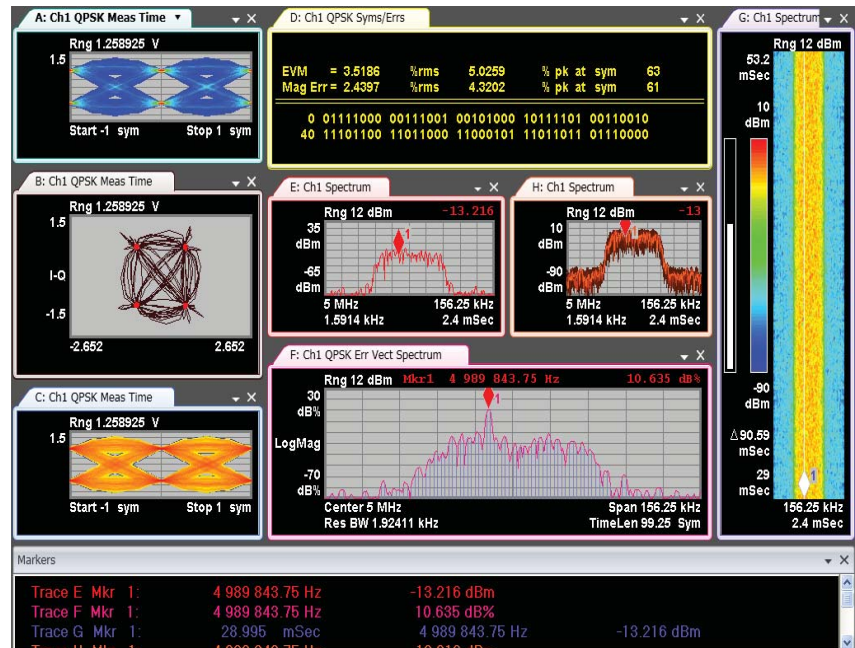 A: Ch1 QPSK Meas Time
Rng 1.258925 V
1.5
Start -1 sym Stop 1 sym
B: Ch1 QPSK Meas Time
Rng 1.258925 V
1.5
I-Q
-1.5
-2.652 2.652
C: Ch1 QPSK Meas Time
Rng 1.258925 V
1.5
Start -1 sym Stop 1 sym
D: Ch1 QPSK Syms/Errs
EVM = 3.5186 %rms 5.0259 % pk at sym 63
Mag Err = 2.4397 %rms 4.3202 % pk at sym 61
0 01111000 00111001 00101000 10111101 00110010
40 11101100 11011000 11000101 11011011 01110000
E: Ch1 Spectrum
Rng 12 dBm -13.216
35
dBm
1
-65
dBm
5 MHz 156.25 kHz
1.5914 kHz 2.4 mSec
H: Ch1 Spectrum
Rng 12 dBm -13
10
dBm
1
-90
dBm
5 MHz 156.25 kHz
1.5914 kHz 2.4 mSec
F: Ch1 QPSK Err Vect Spectrum
Rng 12 dBm Mkr1 4 989 843.75 Hz 10.635 dB%
30
dB%
1
LogMag
-70
dB%
Center 5 MHz Span 156.25 kHz
Res BW 1.92411 kHz TimeLen 99.25 Sym
G: Ch1 Spectrum
Rng 12 dBm
53.2
mSec
10
dBm
-90
dBm
Δ90.59
mSec
29
mSec
1
156.25 kHz
2.4 mSec
Markers
Trace E Mkr 1: 4 989 843.75 Hz -13.216 dBm
Trace F Mkr 1: 4 989 843.75 Hz 10.635 dB%
Trace G Mkr 1: 28.995 mSec 4 989 843.75 Hz -13.216 dBm